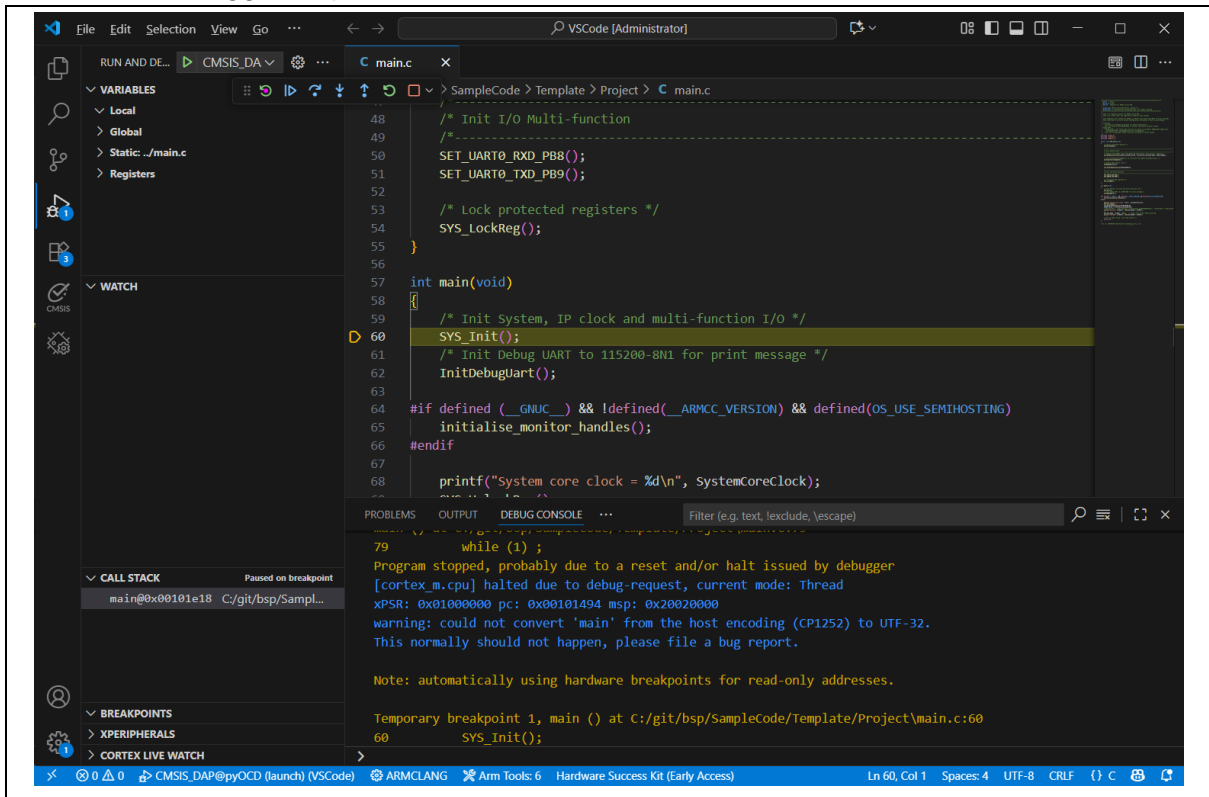 File Edit Selection View Go ··· VSCode [Administrator]
RUN AND DE... CMSIS_DA ···
C main.c
VARIABLES
Local
Global
Static: ../main.c
Registers
WATCH
CALL STACK Paused on breakpoint
main@0x00101e18 C:/git/bsp/Sampl...
BREAKPOINTS
XPERIPHERALS
CORTEX LIVE WATCH
CMSIS
1
3
1
> SampleCode > Template > Project > C main.c
48 /* Init I/O Multi-function
49 /*---------------------------------------------------------------------------
50 SET_UART0_RXD_PB8();
51 SET_UART0_TXD_PB9();
52
53 /* Lock protected registers */
54 SYS_LockReg();
55 }
56
57 int main(void)
58 {
59 /* Init System, IP clock and multi-function I/O */
60 SYS_Init();
61 /* Init Debug UART to 115200-8N1 for print message */
62 InitDebugUart();
63
64 #if defined (__GNUC__) && !defined(__ARMCC_VERSION) && defined(OS_USE_SEMIHOSTING)
65 initialise_monitor_handles();
66 #endif
67
68 printf("System core clock = %d\n", SystemCoreClock);
PROBLEMS OUTPUT DEBUG CONSOLE ··· Filter (e.g. text, !exclude, \escape)
79 while (1) ;
Program stopped, probably due to a reset and/or halt issued by debugger
[cortex_m.cpu] halted due to debug-request, current mode: Thread
xPSR: 0x01000000 pc: 0x00101494 msp: 0x20020000
warning: could not convert 'main' from the host encoding (CP1252) to UTF-32.
This normally should not happen, please file a bug report.
Note: automatically using hardware breakpoints for read-only addresses.
Temporary breakpoint 1, main () at C:/git/bsp/SampleCode/Template/Project\main.c:60
60 SYS_Init();
>
0 0 CMSIS_DAP@pyOCD (launch) (VSCode) ARMCLANG Arm Tools: 6 Hardware Success Kit (Early Access) Ln 60, Col 1 Spaces: 4 UTF-8 CRLF {} C